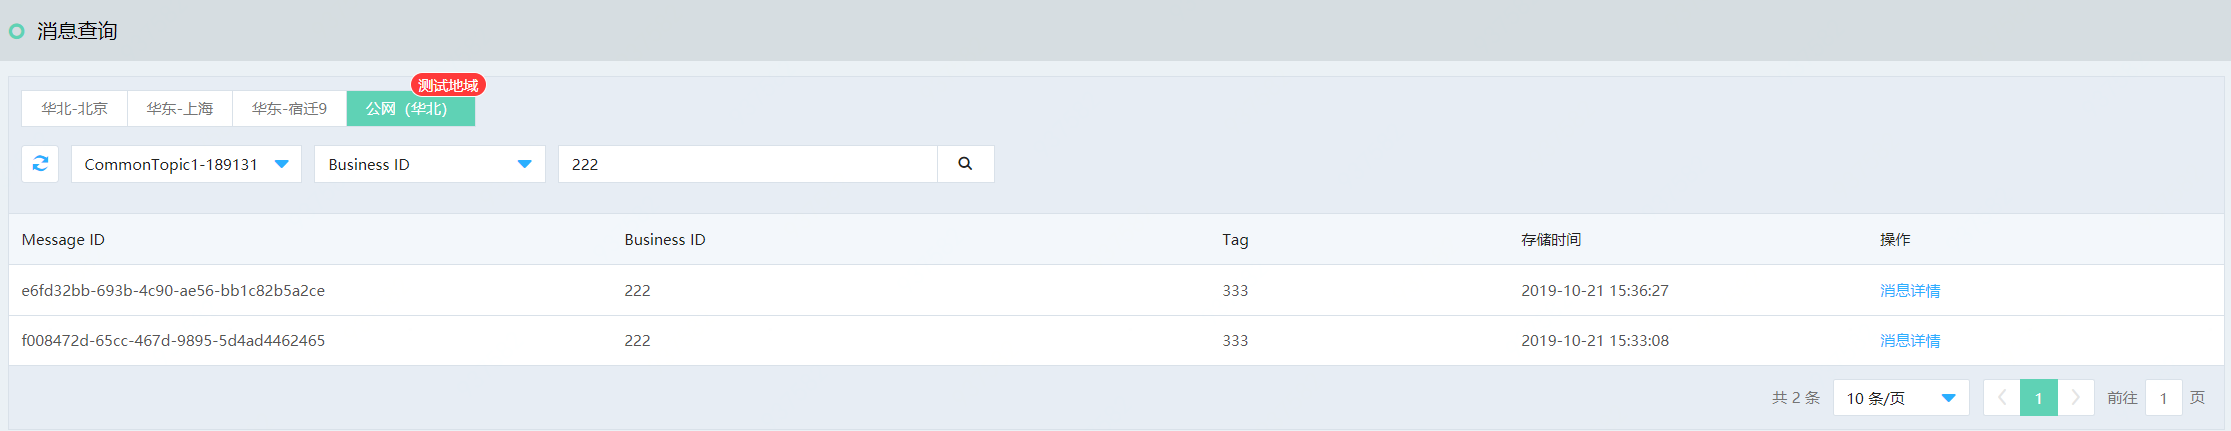 消息查询
测试地域
华北-北京 华东-上海 华东-宿迁9 公网（华北）
CommonTopic1-189131 Business ID 222
Message ID Business ID Tag 存储时间 操作
e6fd32bb-693b-4c90-ae56-bb1c82b5a2ce 222 333 2019-10-21 15:36:27 消息详情
f008472d-65cc-467d-9895-5d4ad4462465 222 333 2019-10-21 15:33:08 消息详情
共 2 条 10 条/页 1 前往 1 页